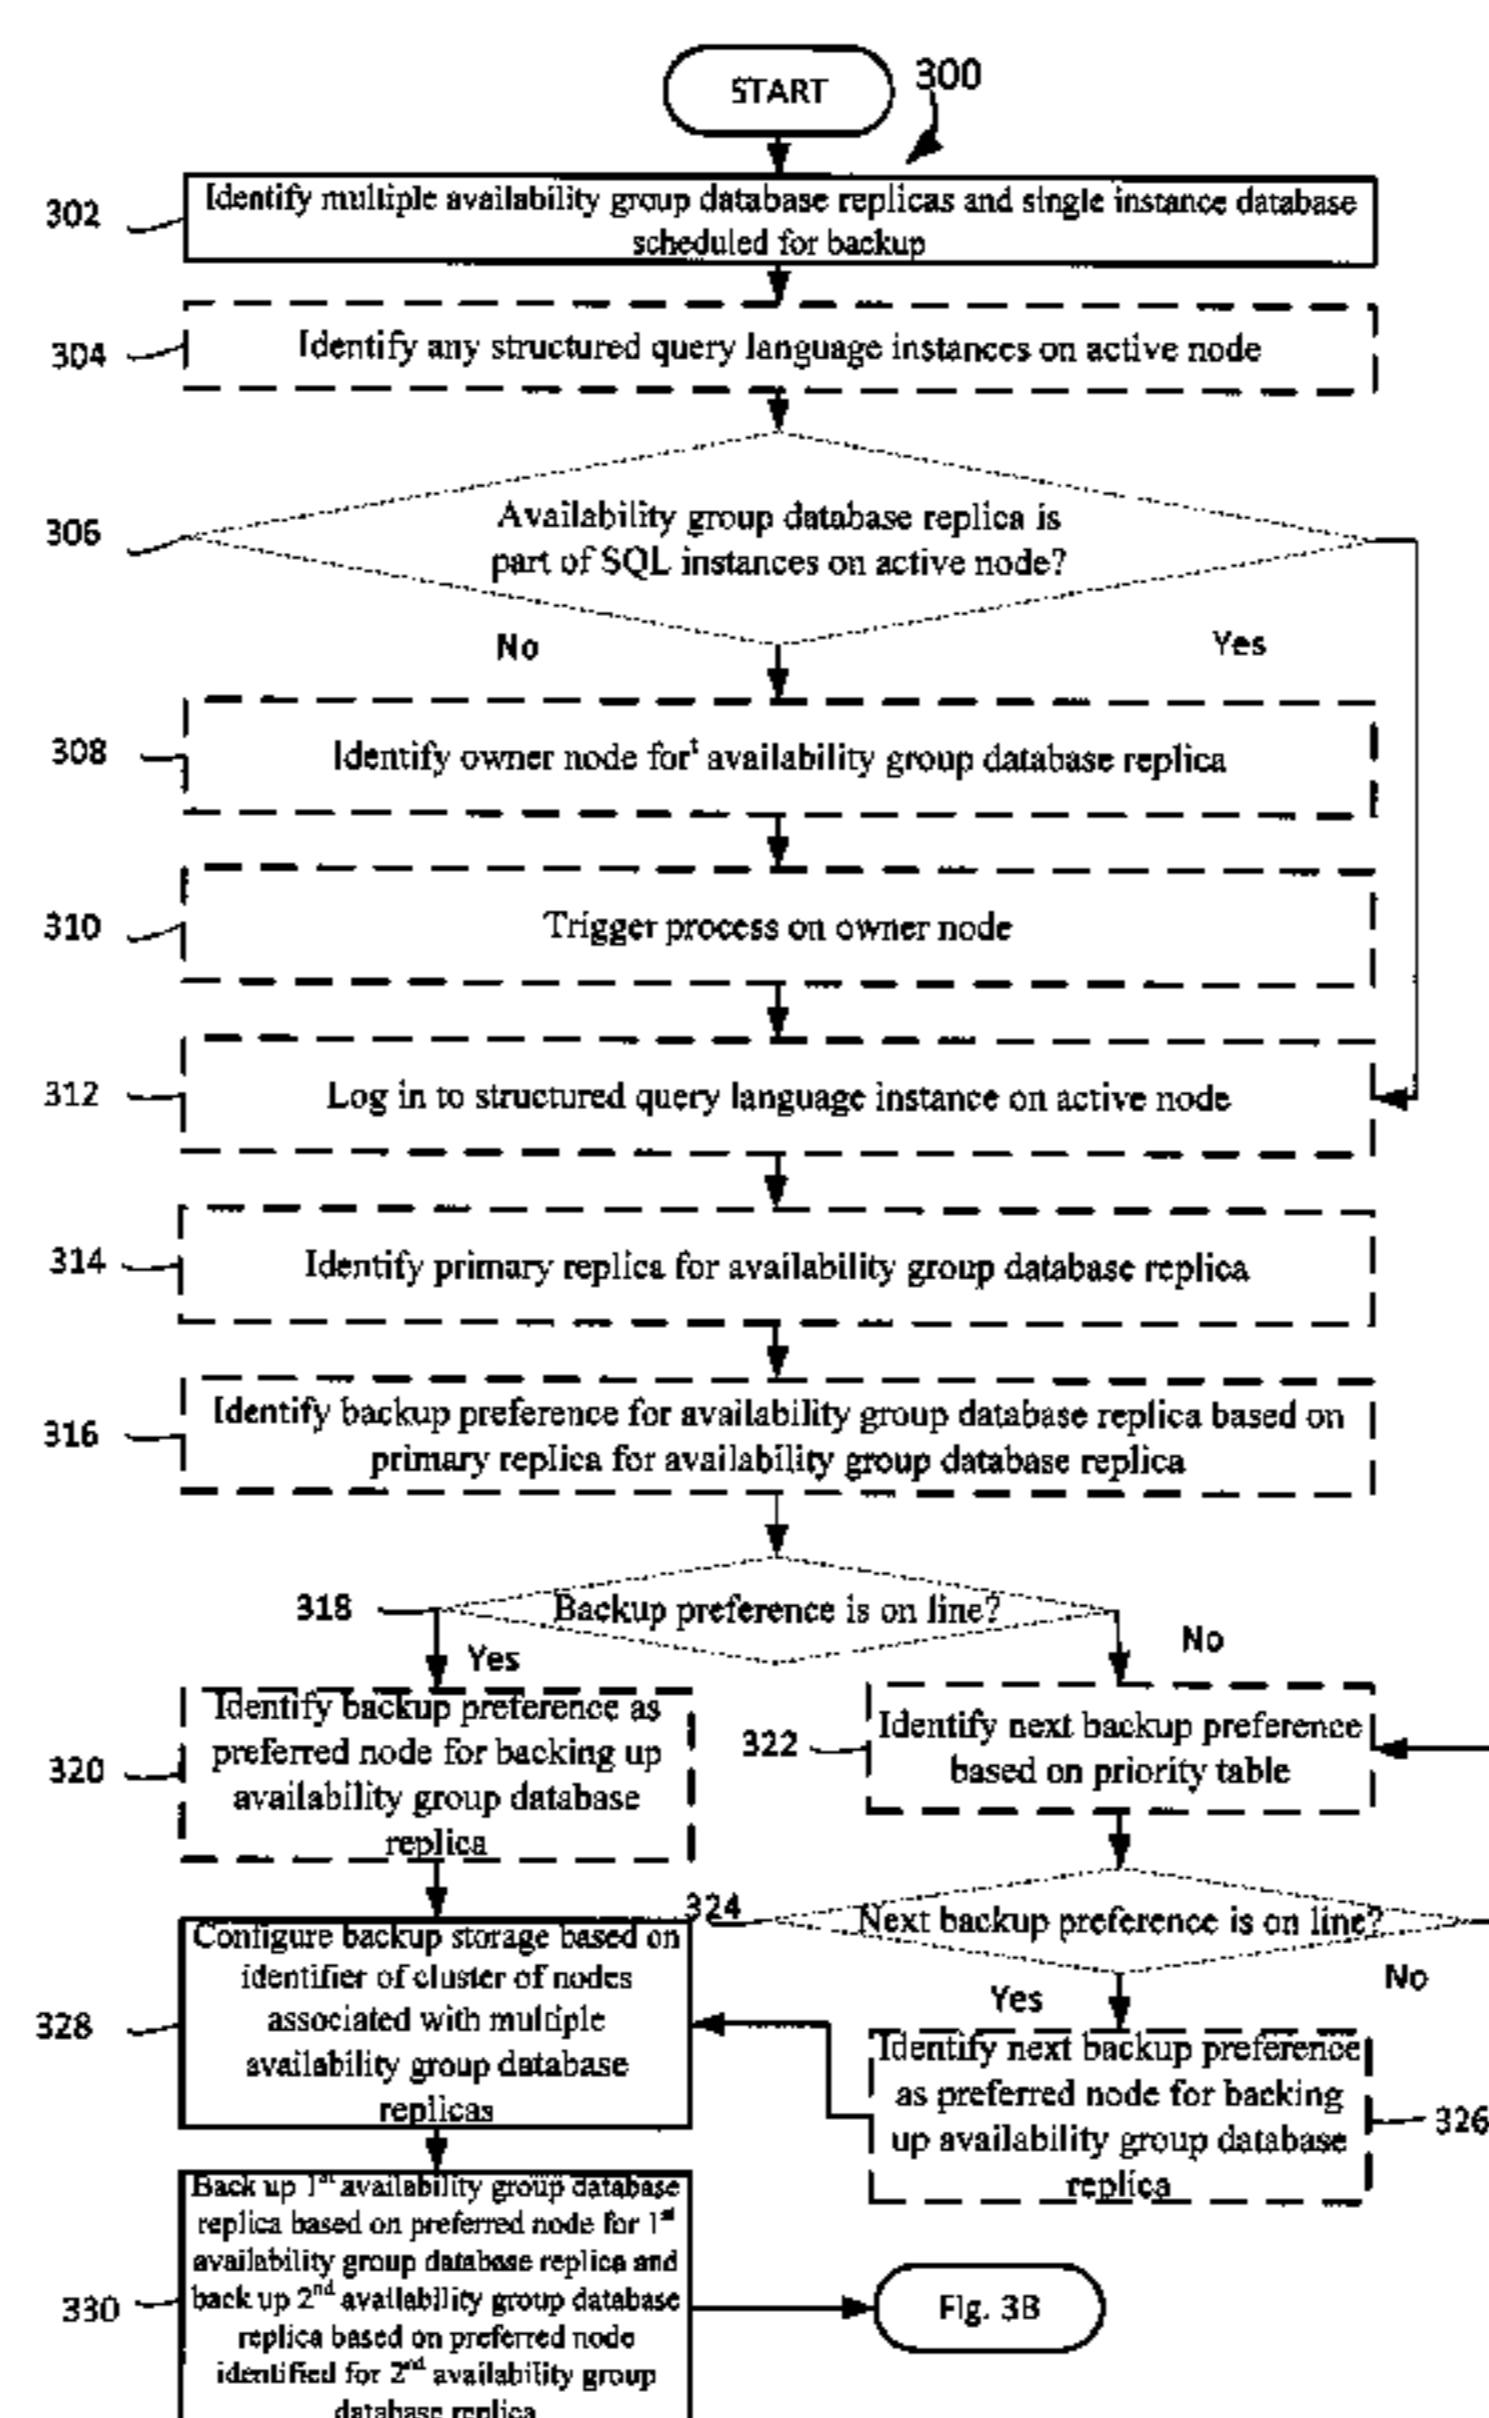 START
300
302
Identify multiple availability group database replicas and single instance database
scheduled for backup
304
Identify any structured query language instances on active node
306
Availability group database replica is
part of SQL instances on active node?
No
Yes
308
Identify owner node forᵗ availability group database replica
310
Trigger process on owner node
312
Log in to structured query language instance on active node
314
Identify primary replica for availability group database replica
316
Identify backup preference for availability group database replica based on
primary replica for availability group database replica
318
Backup preference is on line?
Yes
No
320
Identify backup preference as
preferred node for backing up
availability group database
replica
322
Identify next backup preference
based on priority table
324
Next backup preference is on line?
Yes
No
328
Configure backup storage based on
identifier of cluster of nodes
associated with multiple
availability group database
replicas
Identify next backup preference
as preferred node for backing
up availability group database
replica
326
330
Back up 1st availability group database
replica based on preferred node for 1st
availability group database replica and
back up 2nd availability group database
replica based on preferred node
identified for 2nd availability group
database replica
Fig. 3B